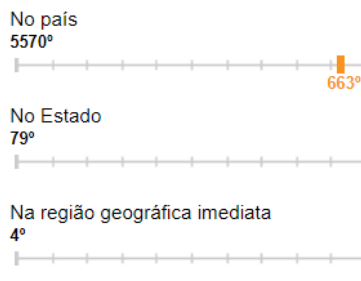 No país
5570º
663º
No Estado
79º
Na região geográfica imediata
4º